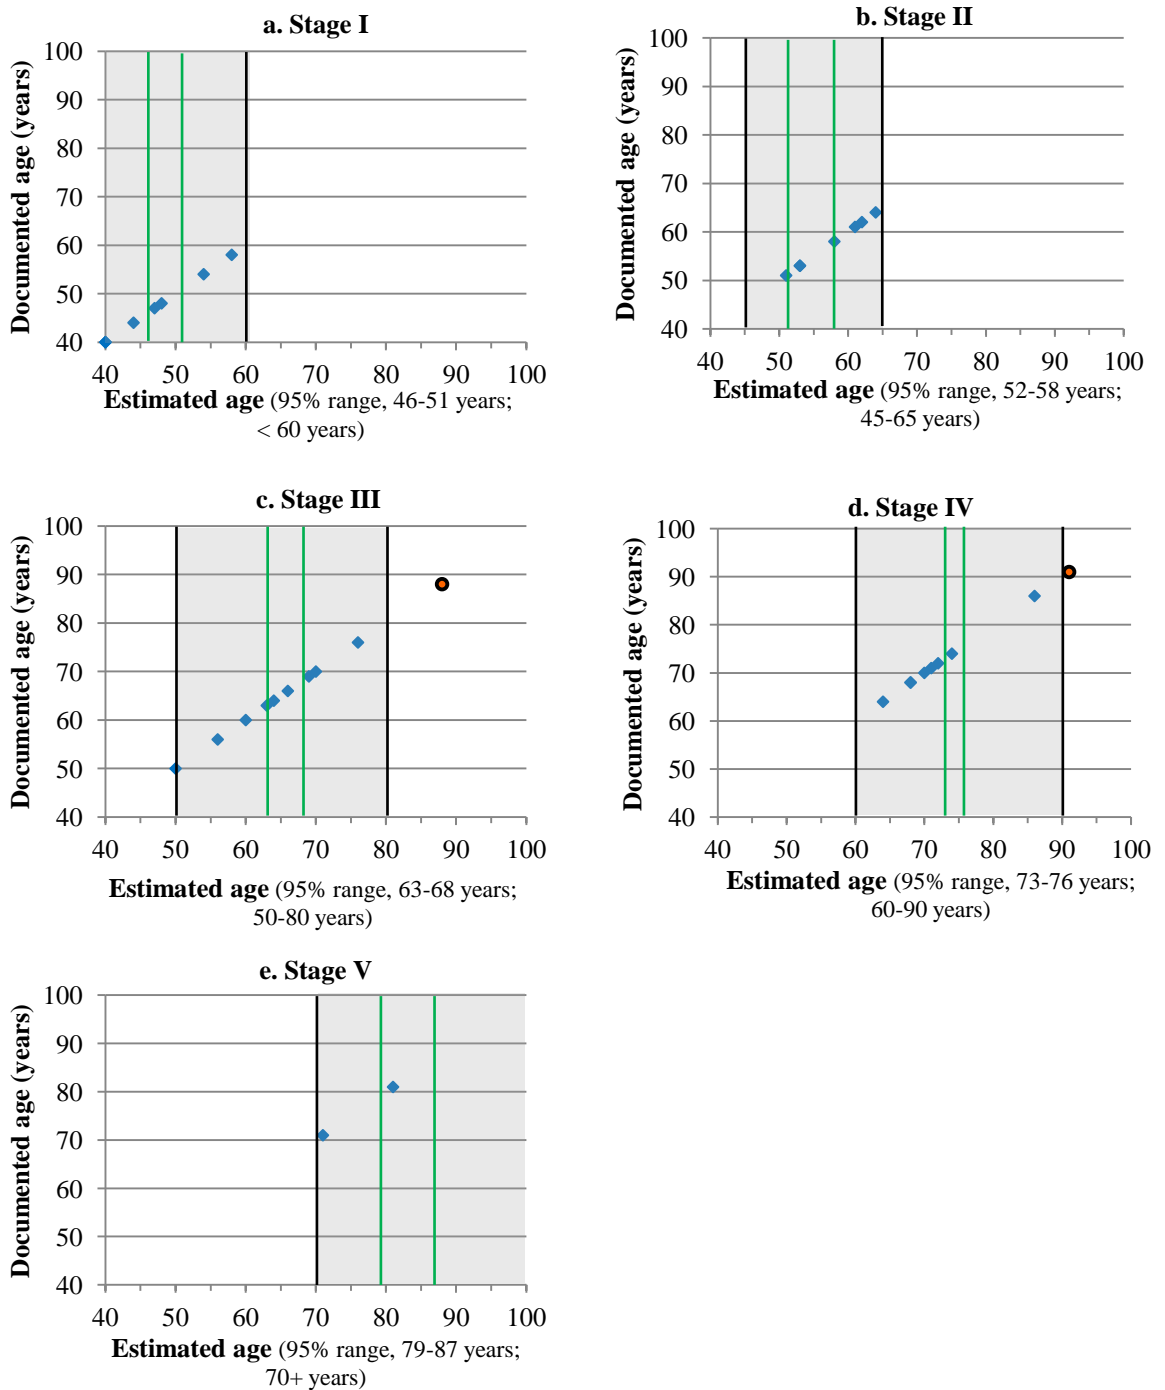 a. Stage I
Documented age (years)
100
90
80
70
60
50
40
40 50 60 70 80 90 100
Estimated age (95% range, 46-51 years;
< 60 years)
b. Stage II
Documented age (years)
100
90
80
70
60
50
40
40 50 60 70 80 90 100
Estimated age (95% range, 52-58 years;
45-65 years)
c. Stage III
Documented age (years)
100
90
80
70
60
50
40
40 50 60 70 80 90 100
Estimated age (95% range, 63-68 years;
50-80 years)
d. Stage IV
Documented age (years)
100
90
80
70
60
50
40
40 50 60 70 80 90 100
Estimated age (95% range, 73-76 years;
60-90 years)
e. Stage V
Documented age (years)
100
90
80
70
60
50
40
40 50 60 70 80 90 100
Estimated age (95% range, 79-87 years;
70+ years)